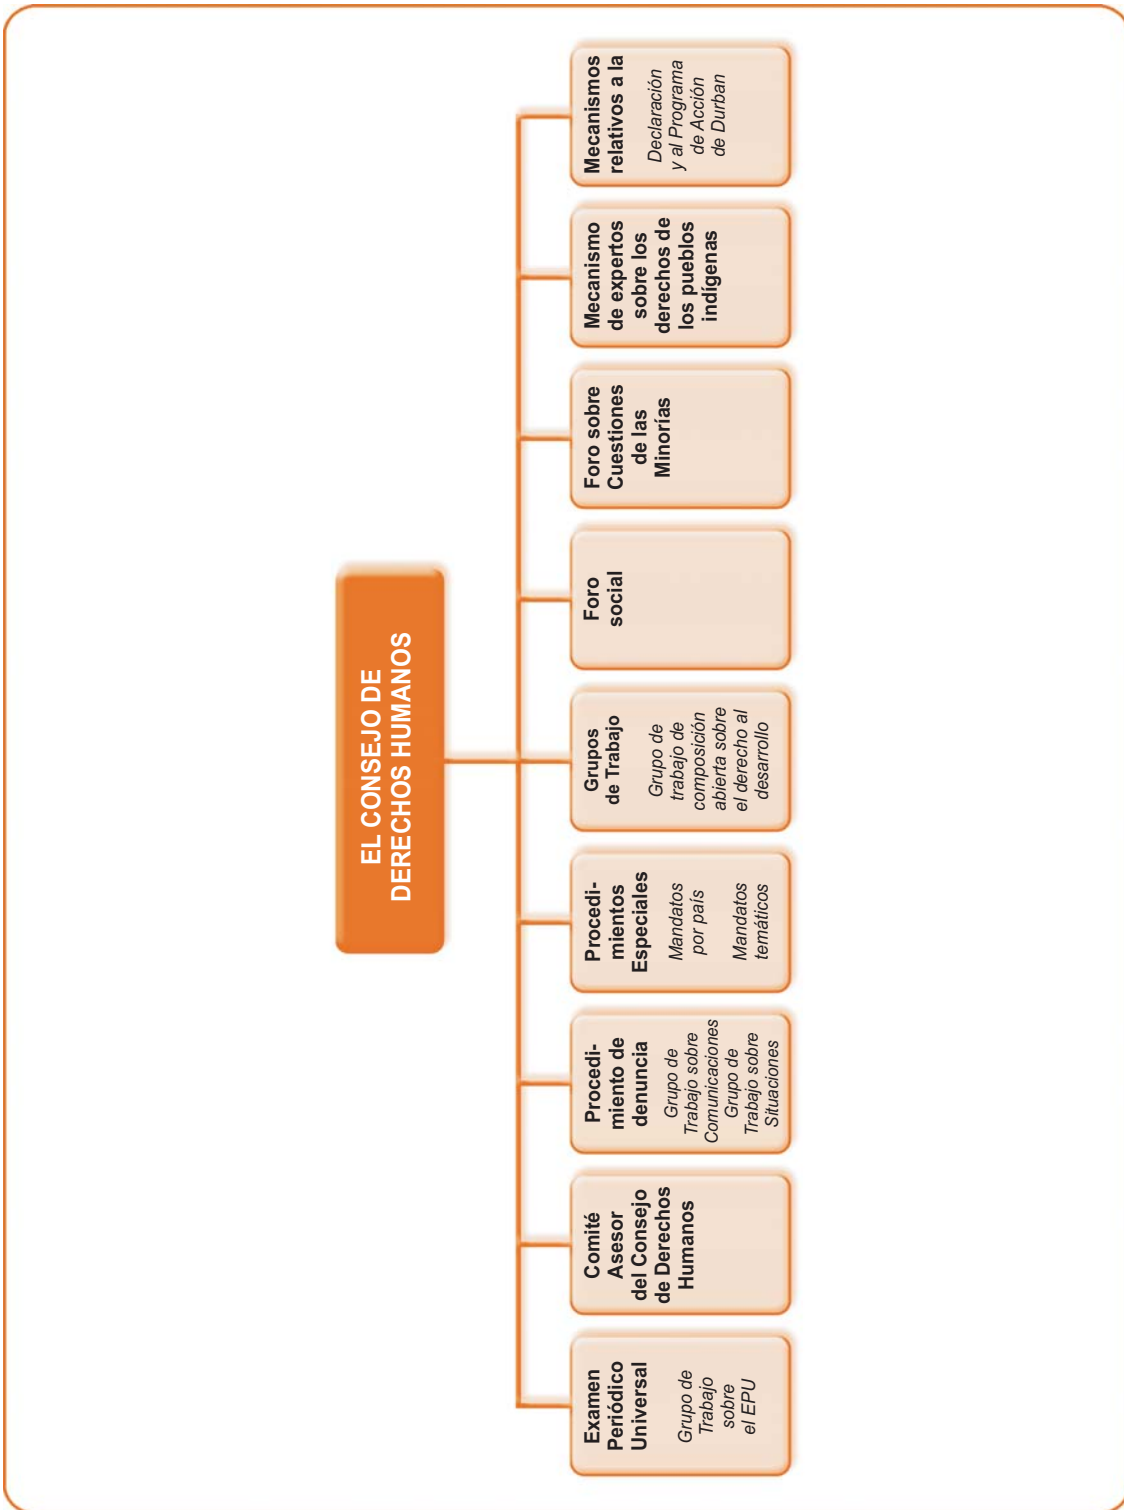 EL CONSEJO DE
DERECHOS HUMANOS
Examen
Periódico
Universal
Grupo de
Trabajo
sobre
el EPU
Comité
Asesor
del Consejo
de Derechos
Humanos
Procedi-
miento de
denuncia
Grupo de
Trabajo sobre
Comunicaciones
Grupo de
Trabajo sobre
Situaciones
Procedi-
mientos
Especiales
Mandatos
por país
Mandatos
temáticos
Grupos
de Trabajo
Grupo de
trabajo de
composición
abierta sobre
el derecho al
desarrollo
Foro
social
Foro sobre
Cuestiones
de las
Minorías
Mecanismo
de expertos
sobre los
derechos de
los pueblos
indígenas
Mecanismos
relativos a la
Declaración
y al Programa
de Acción
de Durban